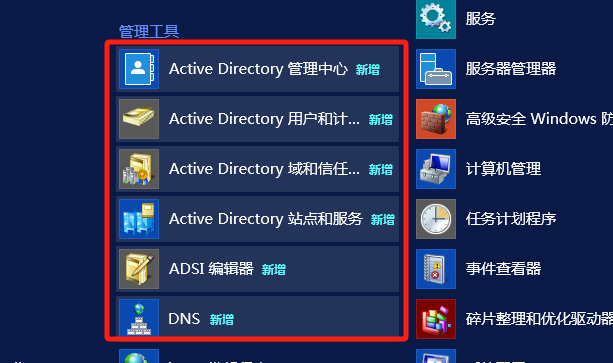 管理工具
Active Directory 管理中心 新增
Active Directory 用户和计... 新增
Active Directory 域和信任... 新增
Active Directory 站点和服务 新增
ADSI 编辑器 新增
DNS 新增
服务
服务器管理器
高级安全 Windows 防
计算机管理
任务计划程序
事件查看器
碎片整理和优化驱动器